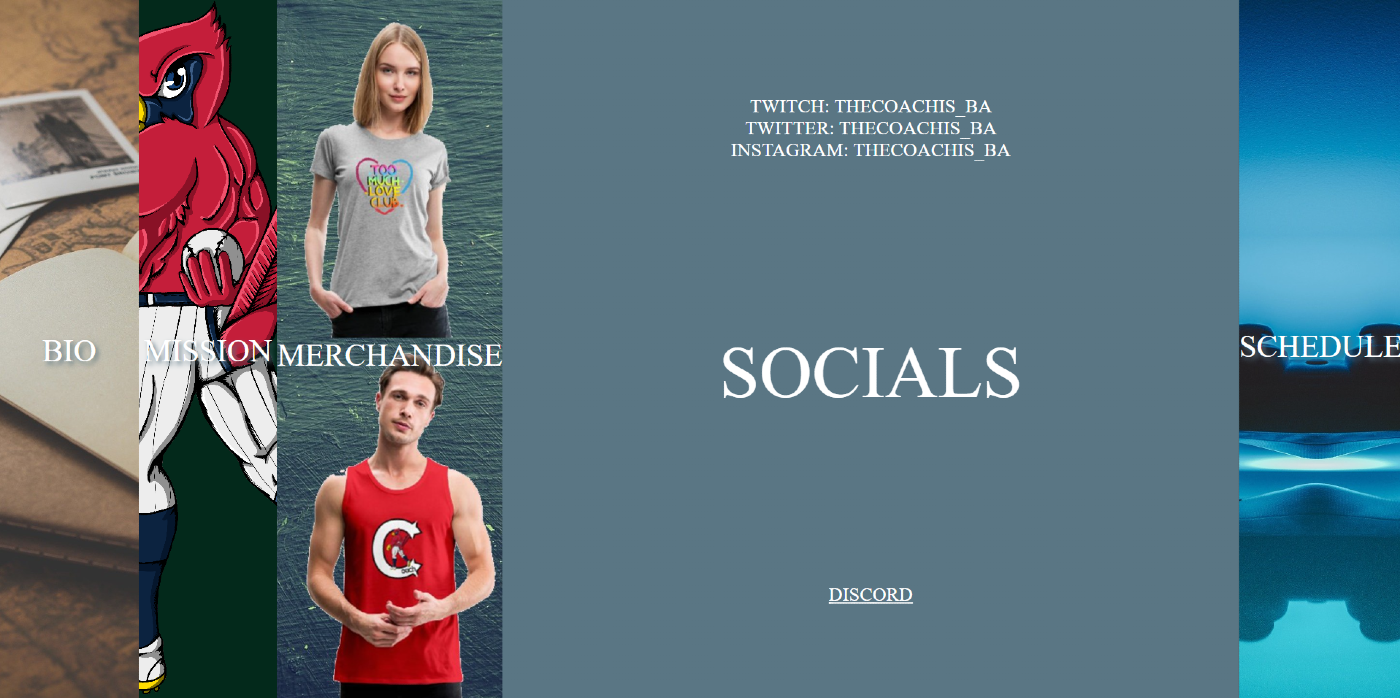 BIO
MISSION
TOO
MUCH
LOVE
CLUB.
MERCHANDISE
C
TWITCH: THECOACHIS_BA
TWITTER: THECOACHIS_BA
INSTAGRAM: THECOACHIS_BA
SOCIALS
DISCORD
SCHEDULE